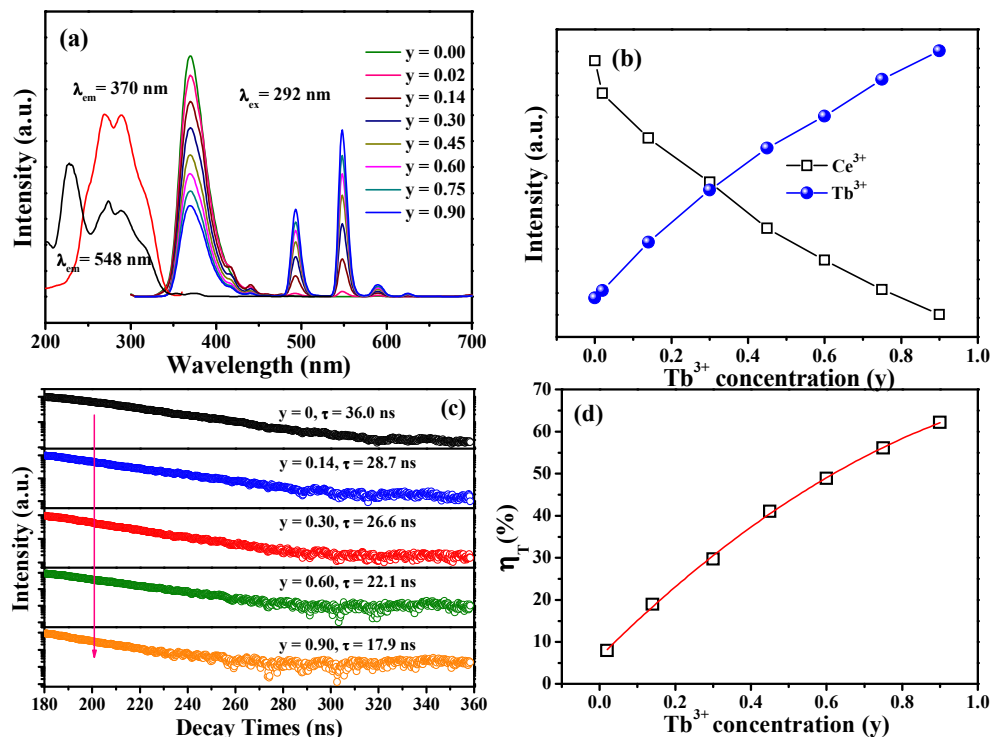 (a)
λem= 370 nm
λex= 292 nm
λem= 548 nm
y = 0.00
y = 0.02
y = 0.14
y = 0.30
y = 0.45
y = 0.60
y = 0.75
y = 0.90
Intensity (a.u.)
200 300 400 500 600 700
Wavelength (nm)
(b)
Ce3+
Tb3+
Intensity (a.u.)
0.0 0.2 0.4 0.6 0.8 1.0
Tb3+ concentration (y)
(c)
y = 0, τ = 36.0 ns
y = 0.14, τ = 28.7 ns
y = 0.30, τ = 26.6 ns
y = 0.60, τ = 22.1 ns
y = 0.90, τ = 17.9 ns
Intensity (a.u.)
180 200 220 240 260 280 300 320 340 360
Decay Times (ns)
(d)
70
60
50
40
30
20
10
0
ηT(%)
0.0 0.2 0.4 0.6 0.8 1.0
Tb3+ concentration (y)